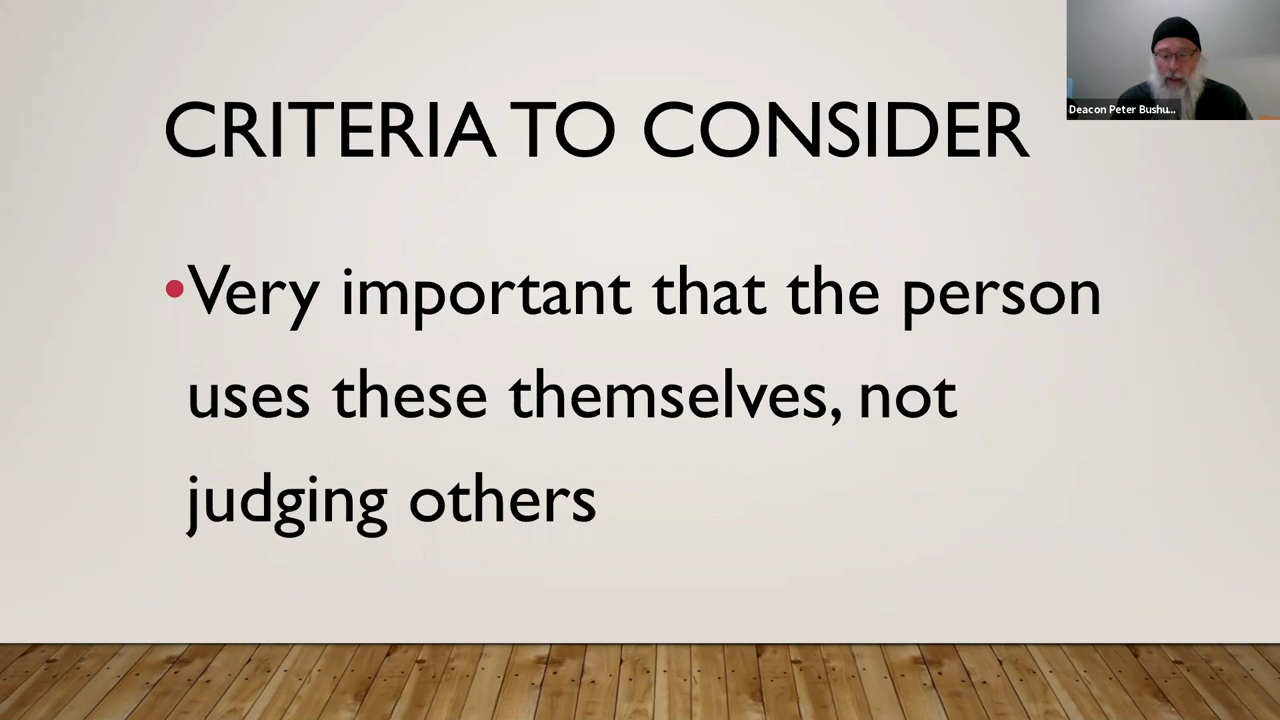 CRITERIA TO CONSIDER
Deacon Peter Bushu...
•Very important that the person
uses these themselves, not
judging others